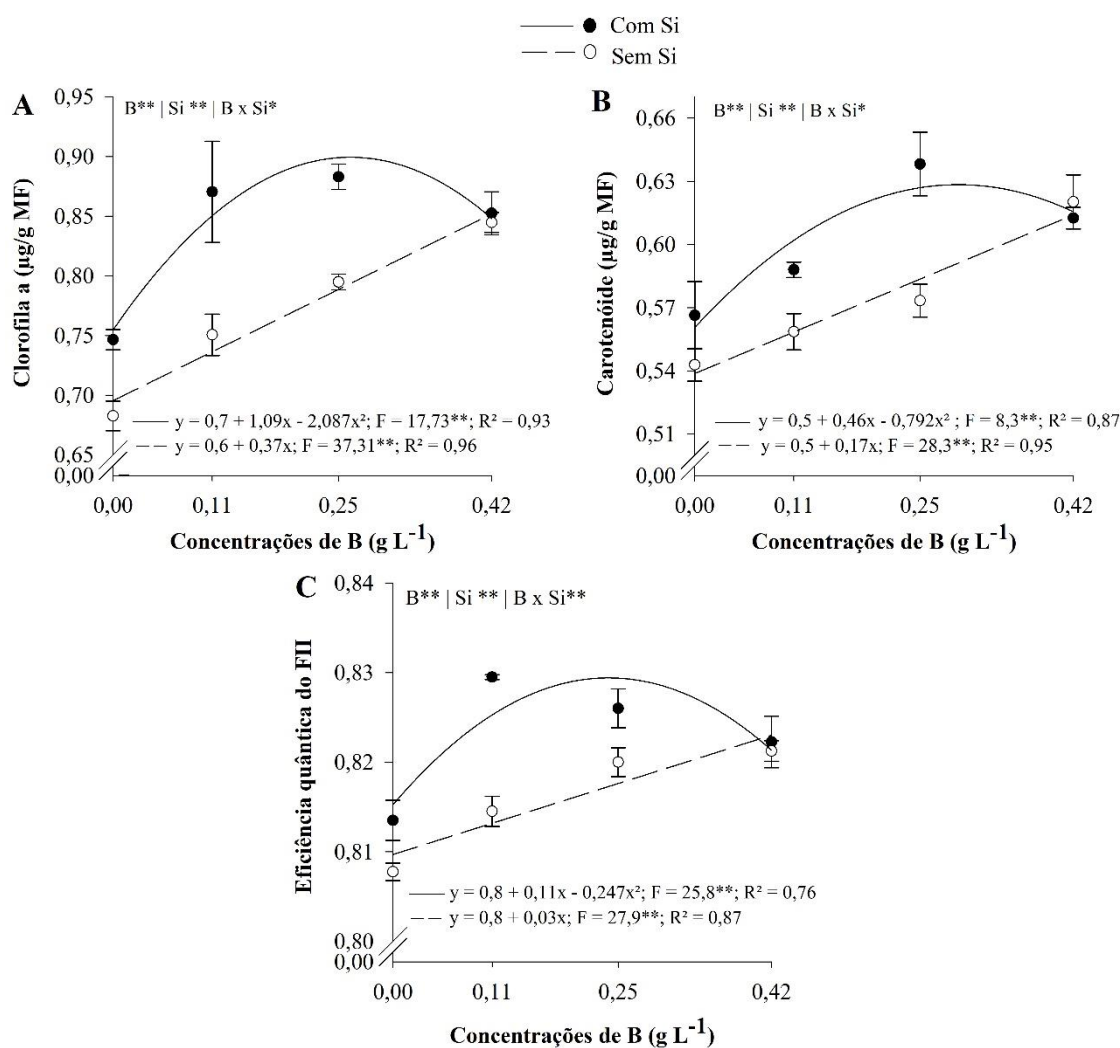 Com Si
Sem Si
A
B** | Si ** | B x Si*
Clorofila a (µg/g MF)
0,95
0,90
0,85
0,80
0,75
0,70
0,65
0,00
y = 0,7 + 1,09x - 2,087x²; F = 17,73**; R² = 0,93
y = 0,6 + 0,37x; F = 37,31**; R² = 0,96
0,00 0,11 0,25 0,42
Concentrações de B (g L⁻¹)
B
B** | Si ** | B x Si*
Carotenóide (µg/g MF)
0,66
0,63
0,60
0,57
0,54
0,51
0,00
y = 0,5 + 0,46x - 0,792x² ; F = 8,3**; R² = 0,87
y = 0,5 + 0,17x; F = 28,3**; R² = 0,95
0,00 0,11 0,25 0,42
Concentrações de B (g L⁻¹)
C
B** | Si ** | B x Si**
Eficiência quântica do FII
0,84
0,83
0,82
0,81
0,80
0,00
y = 0,8 + 0,11x - 0,247x²; F = 25,8**; R² = 0,76
y = 0,8 + 0,03x; F = 27,9**; R² = 0,87
0,00 0,11 0,25 0,42
Concentrações de B (g L⁻¹)